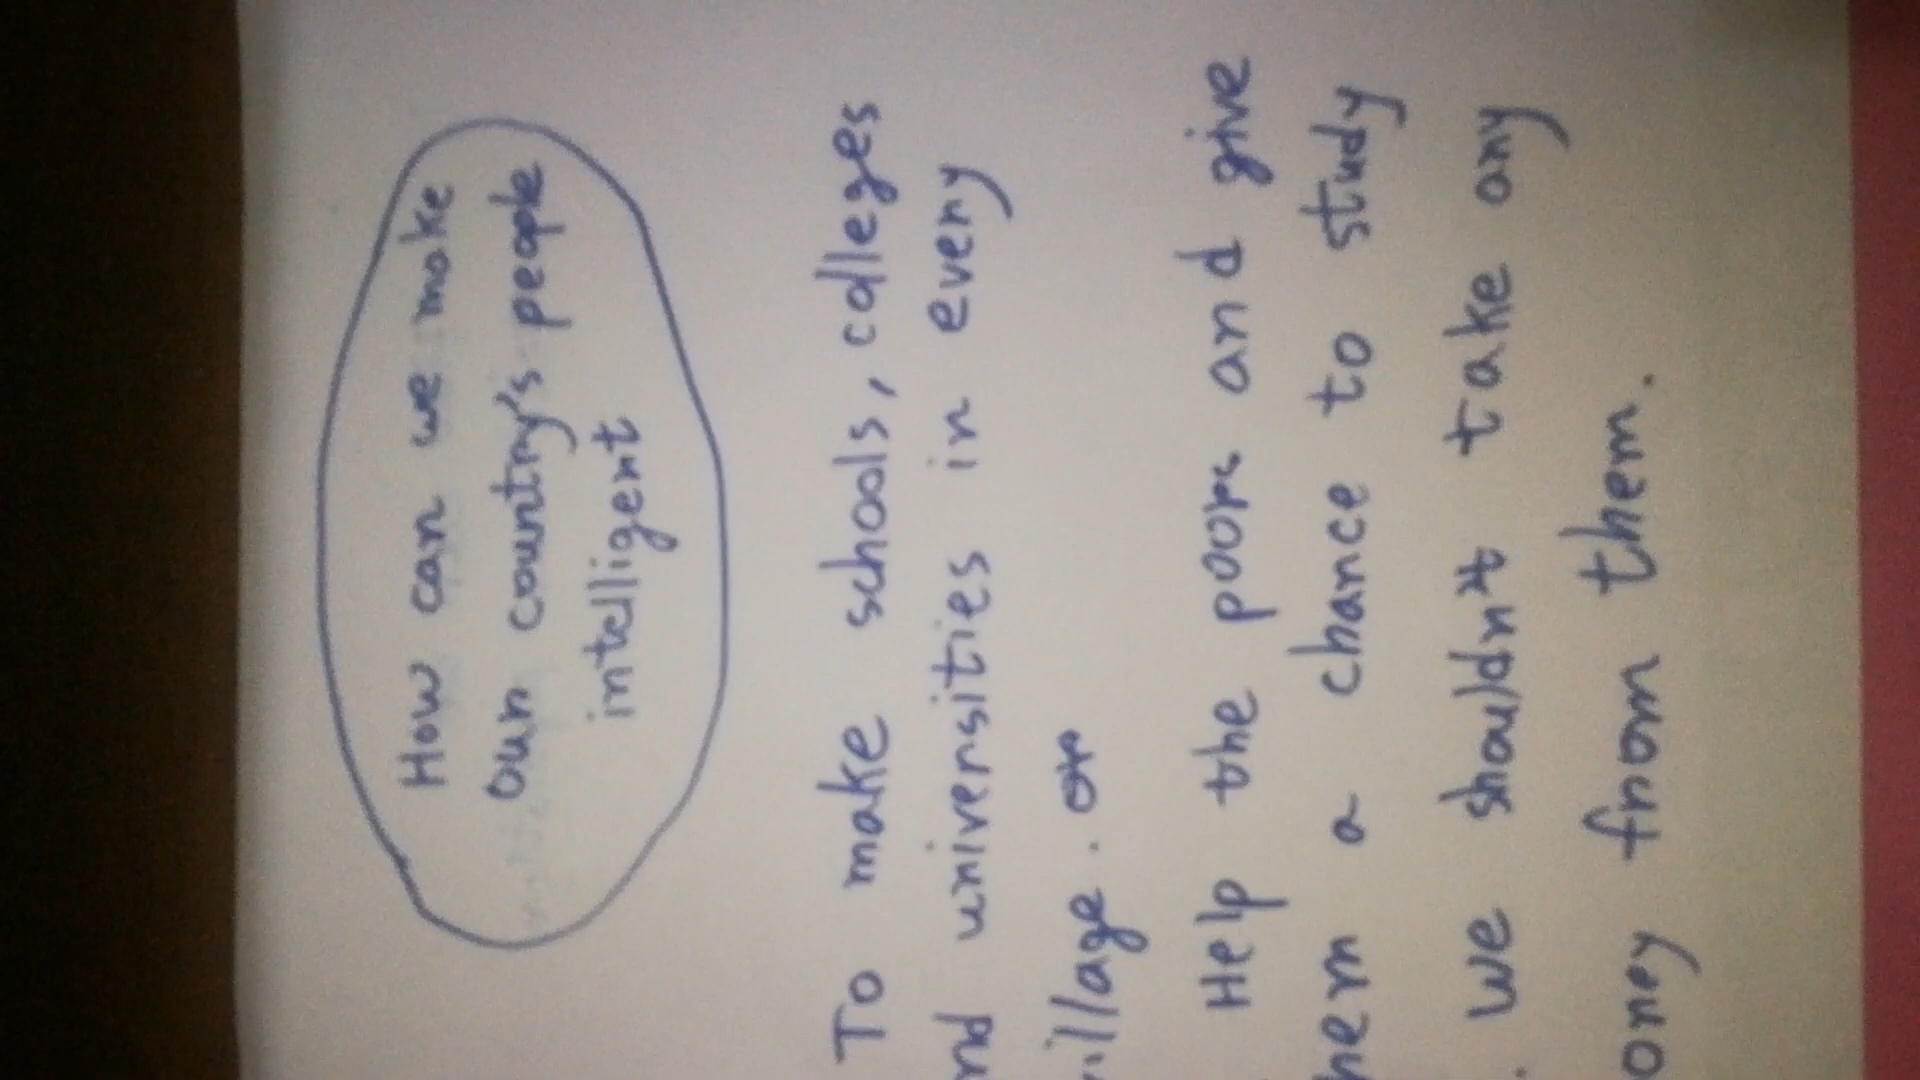 How can we make
our country's people
intelligent
To make schools, colleges
nd universities in every
illage. or
Help the poor and give
hem a chance to study
. we shouldn't take any
oney from them.